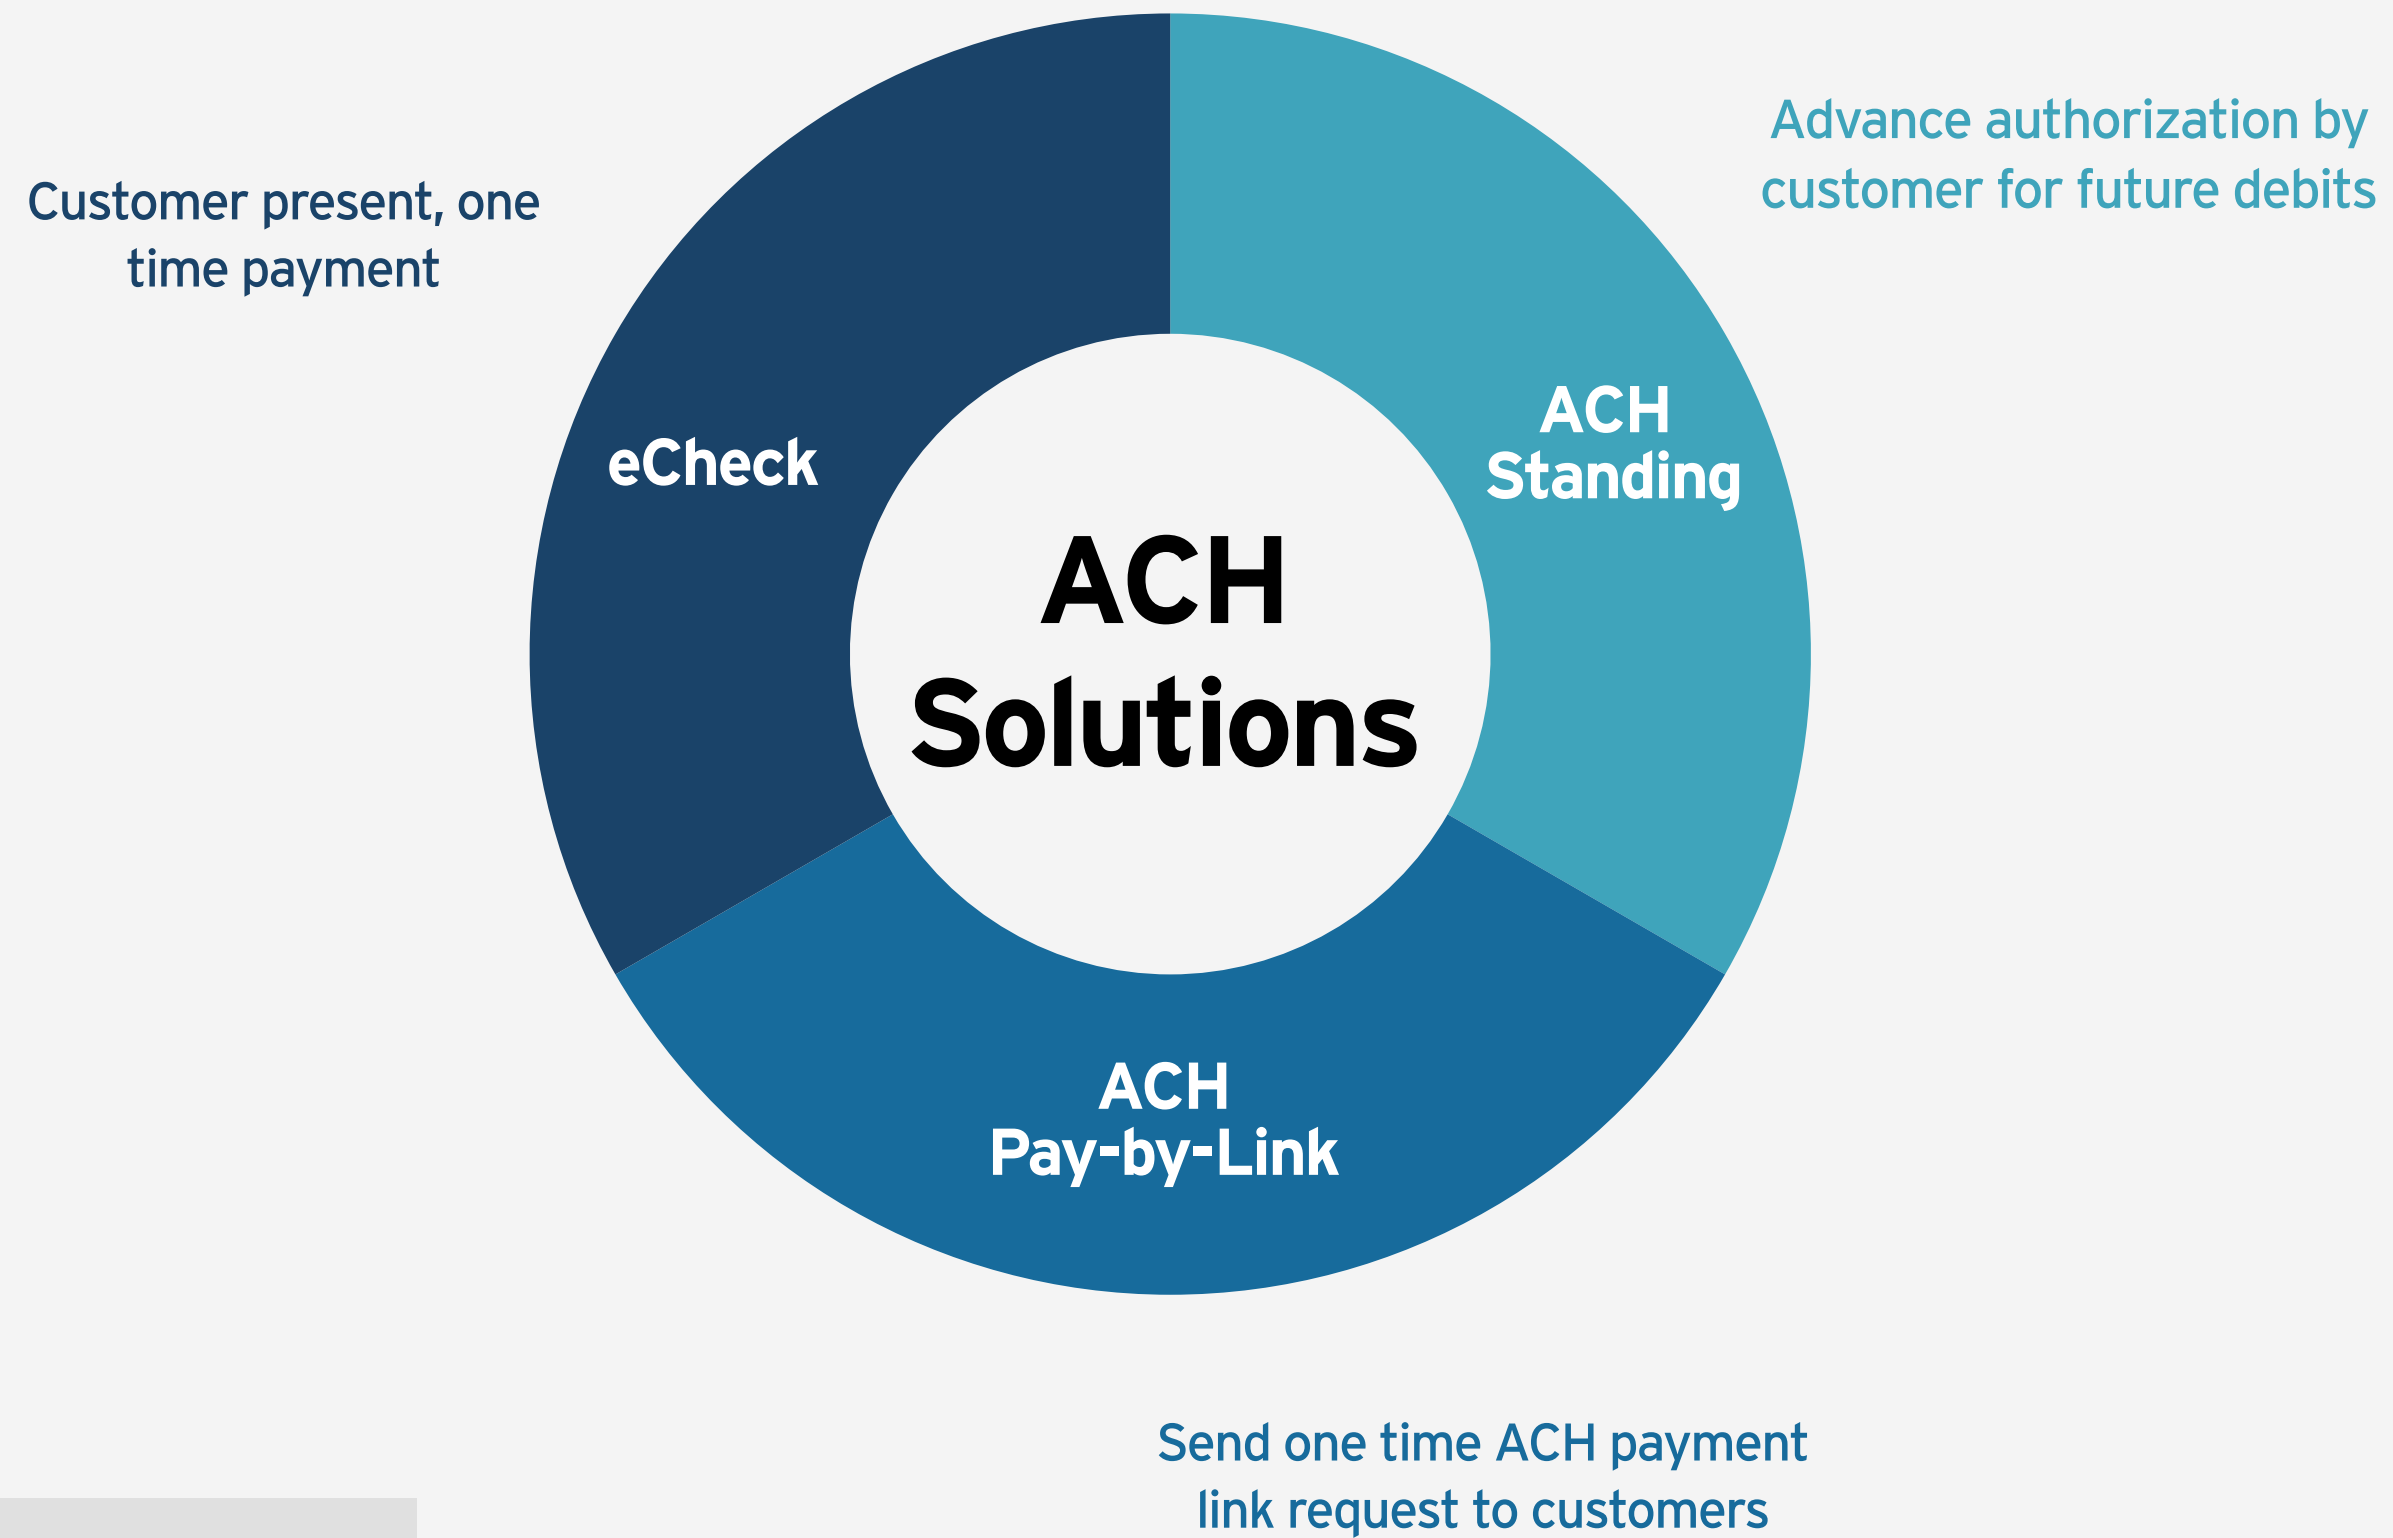 Advance authorization by
customer for future debits
Customer present, one
time payment
ACH
Standing
eCheck
ACH
Solutions
ACH
Pay-by-Link
Send one time ACH payment
link request to customers